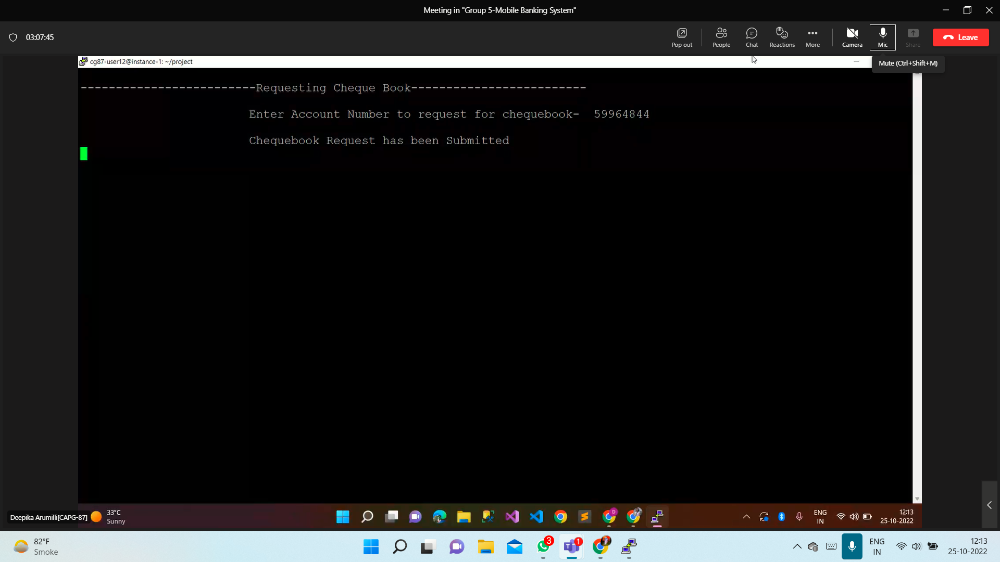 Meeting in "Group 5-Mobile Banking System"
03:07:45
Pop out
People
Chat
Reactions
More
Camera
Mic
Share
Leave
cg87-user12@instance-1: ~/project
Mute (Ctrl+Shift+M)
-------------------------Requesting Cheque Book-------------------------
Enter Account Number to request for chequebook-  59964844
Chequebook Request has been Submitted
Deepika Arumilli[CAPG-87]
33°C
Sunny
D
ENG
IN
12:13
25-10-2022
82°F
Smoke
3
1
ENG
IN
12:13
25-10-2022